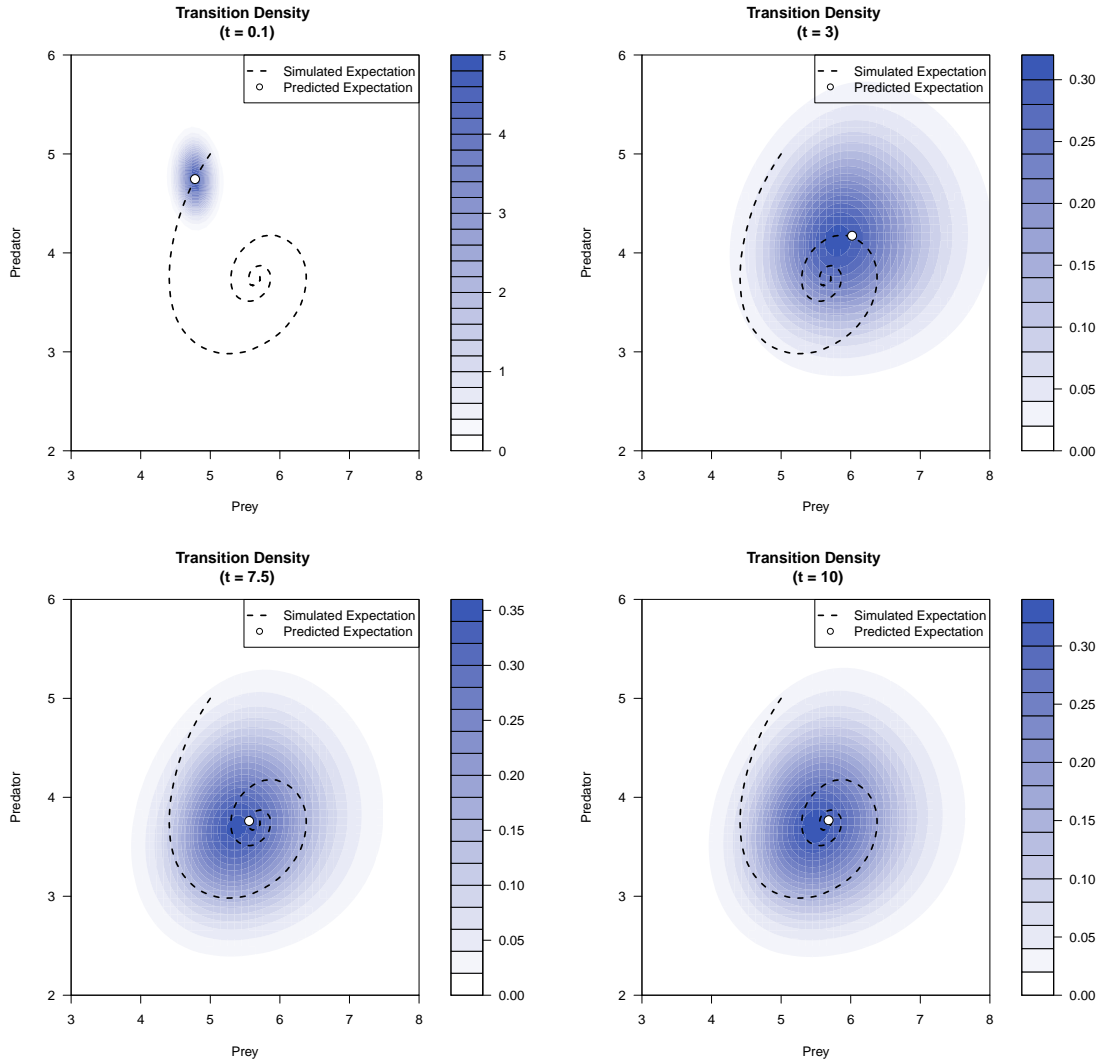 Transition Density
(t = 0.1)
Simulated Expectation
Predicted Expectation
Predator
6
5
4
3
2
3 4 5 6 7 8
Prey
5
4
3
2
1
0
Transition Density
(t = 3)
Simulated Expectation
Predicted Expectation
Predator
6
5
4
3
2
3 4 5 6 7 8
Prey
0.30
0.25
0.20
0.15
0.10
0.05
0.00
Transition Density
(t = 7.5)
Simulated Expectation
Predicted Expectation
Predator
6
5
4
3
2
3 4 5 6 7 8
Prey
0.35
0.30
0.25
0.20
0.15
0.10
0.05
0.00
Transition Density
(t = 10)
Simulated Expectation
Predicted Expectation
Predator
6
5
4
3
2
3 4 5 6 7 8
Prey
0.30
0.25
0.20
0.15
0.10
0.05
0.00